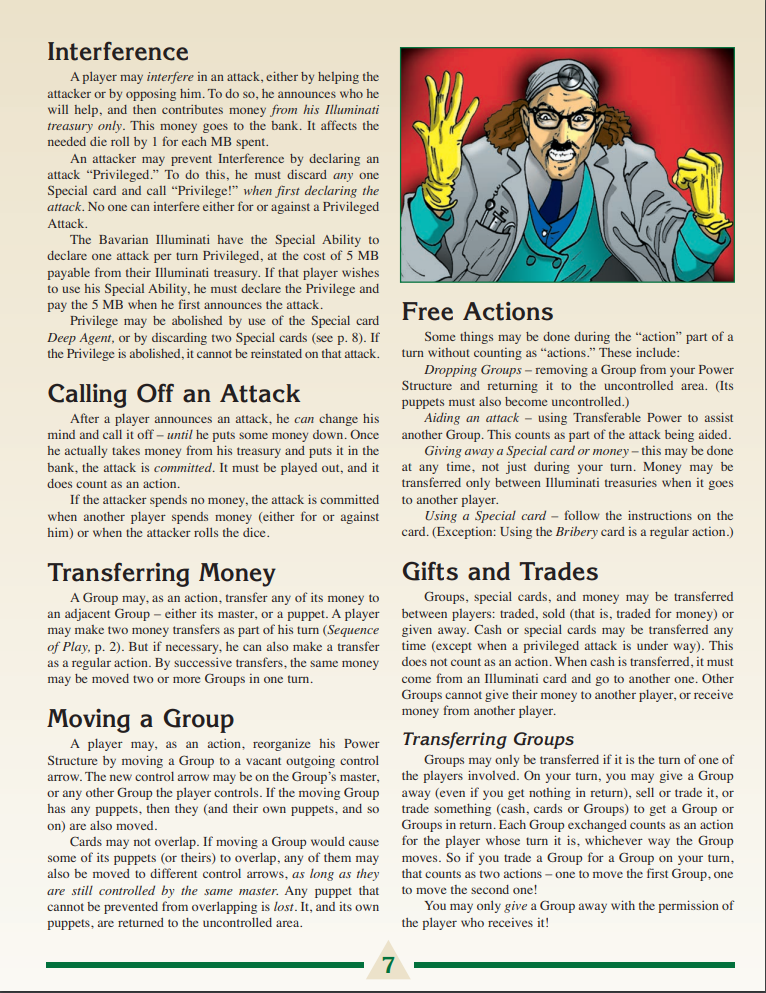 Interference
A player may interfere in an attack, either by helping the
attacker or by opposing him. To do so, he announces who he
will help, and then contributes money from his Illuminati
treasury only. This money goes to the bank. It affects the
needed die roll by 1 for each MB spent.
An attacker may prevent Interference by declaring an
attack “Privileged.” To do this, he must discard any one
Special card and call “Privilege!” when first declaring the
attack. No one can interfere either for or against a Privileged
Attack.
The Bavarian Illuminati have the Special Ability to
declare one attack per turn Privileged, at the cost of 5 MB
payable from their Illuminati treasury. If that player wishes
to use his Special Ability, he must declare the Privilege and
pay the 5 MB when he first announces the attack.
Privilege may be abolished by use of the Special card
Deep Agent, or by discarding two Special cards (see p. 8). If
the Privilege is abolished, it cannot be reinstated on that attack.
Calling Off an Attack
After a player announces an attack, he can change his
mind and call it off – until he puts some money down. Once
he actually takes money from his treasury and puts it in the
bank, the attack is committed. It must be played out, and it
does count as an action.
If the attacker spends no money, the attack is committed
when another player spends money (either for or against
him) or when the attacker rolls the dice.
Transferring Money
A Group may, as an action, transfer any of its money to
an adjacent Group – either its master, or a puppet. A player
may make two money transfers as part of his turn (Sequence
of Play, p. 2). But if necessary, he can also make a transfer
as a regular action. By successive transfers, the same money
may be moved two or more Groups in one turn.
Moving a Group
A player may, as an action, reorganize his Power
Structure by moving a Group to a vacant outgoing control
arrow. The new control arrow may be on the Group’s master,
or any other Group the player controls. If the moving Group
has any puppets, then they (and their own puppets, and so
on) are also moved.
Cards may not overlap. If moving a Group would cause
some of its puppets (or theirs) to overlap, any of them may
also be moved to different control arrows, as long as they
are still controlled by the same master. Any puppet that
cannot be prevented from overlapping is lost. It, and its own
puppets, are returned to the uncontrolled area.
Free Actions
Some things may be done during the “action” part of a
turn without counting as “actions.” These include:
Dropping Groups – removing a Group from your Power
Structure and returning it to the uncontrolled area. (Its
puppets must also become uncontrolled.)
Aiding an attack – using Transferable Power to assist
another Group. This counts as part of the attack being aided.
Giving away a Special card or money – this may be done
at any time, not just during your turn. Money may be
transferred only between Illuminati treasuries when it goes
to another player.
Using a Special card – follow the instructions on the
card. (Exception: Using the Bribery card is a regular action.)
Gifts and Trades
Groups, special cards, and money may be transferred
between players: traded, sold (that is, traded for money) or
given away. Cash or special cards may be transferred any
time (except when a privileged attack is under way). This
does not count as an action. When cash is transferred, it must
come from an Illuminati card and go to another one. Other
Groups cannot give their money to another player, or receive
money from another player.
Transferring Groups
Groups may only be transferred if it is the turn of one of
the players involved. On your turn, you may give a Group
away (even if you get nothing in return), sell or trade it, or
trade something (cash, cards or Groups) to get a Group or
Groups in return. Each Group exchanged counts as an action
for the player whose turn it is, whichever way the Group
moves. So if you trade a Group for a Group on your turn,
that counts as two actions – one to move the first Group, one
to move the second one!
You may only give a Group away with the permission of
the player who receives it!
7